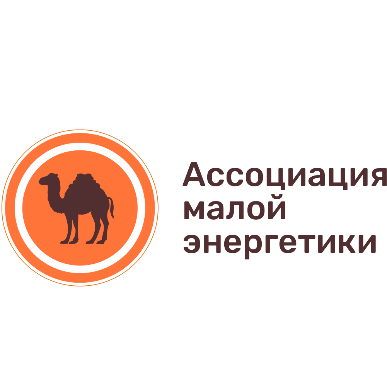 Ассоциация
малой
энергетики